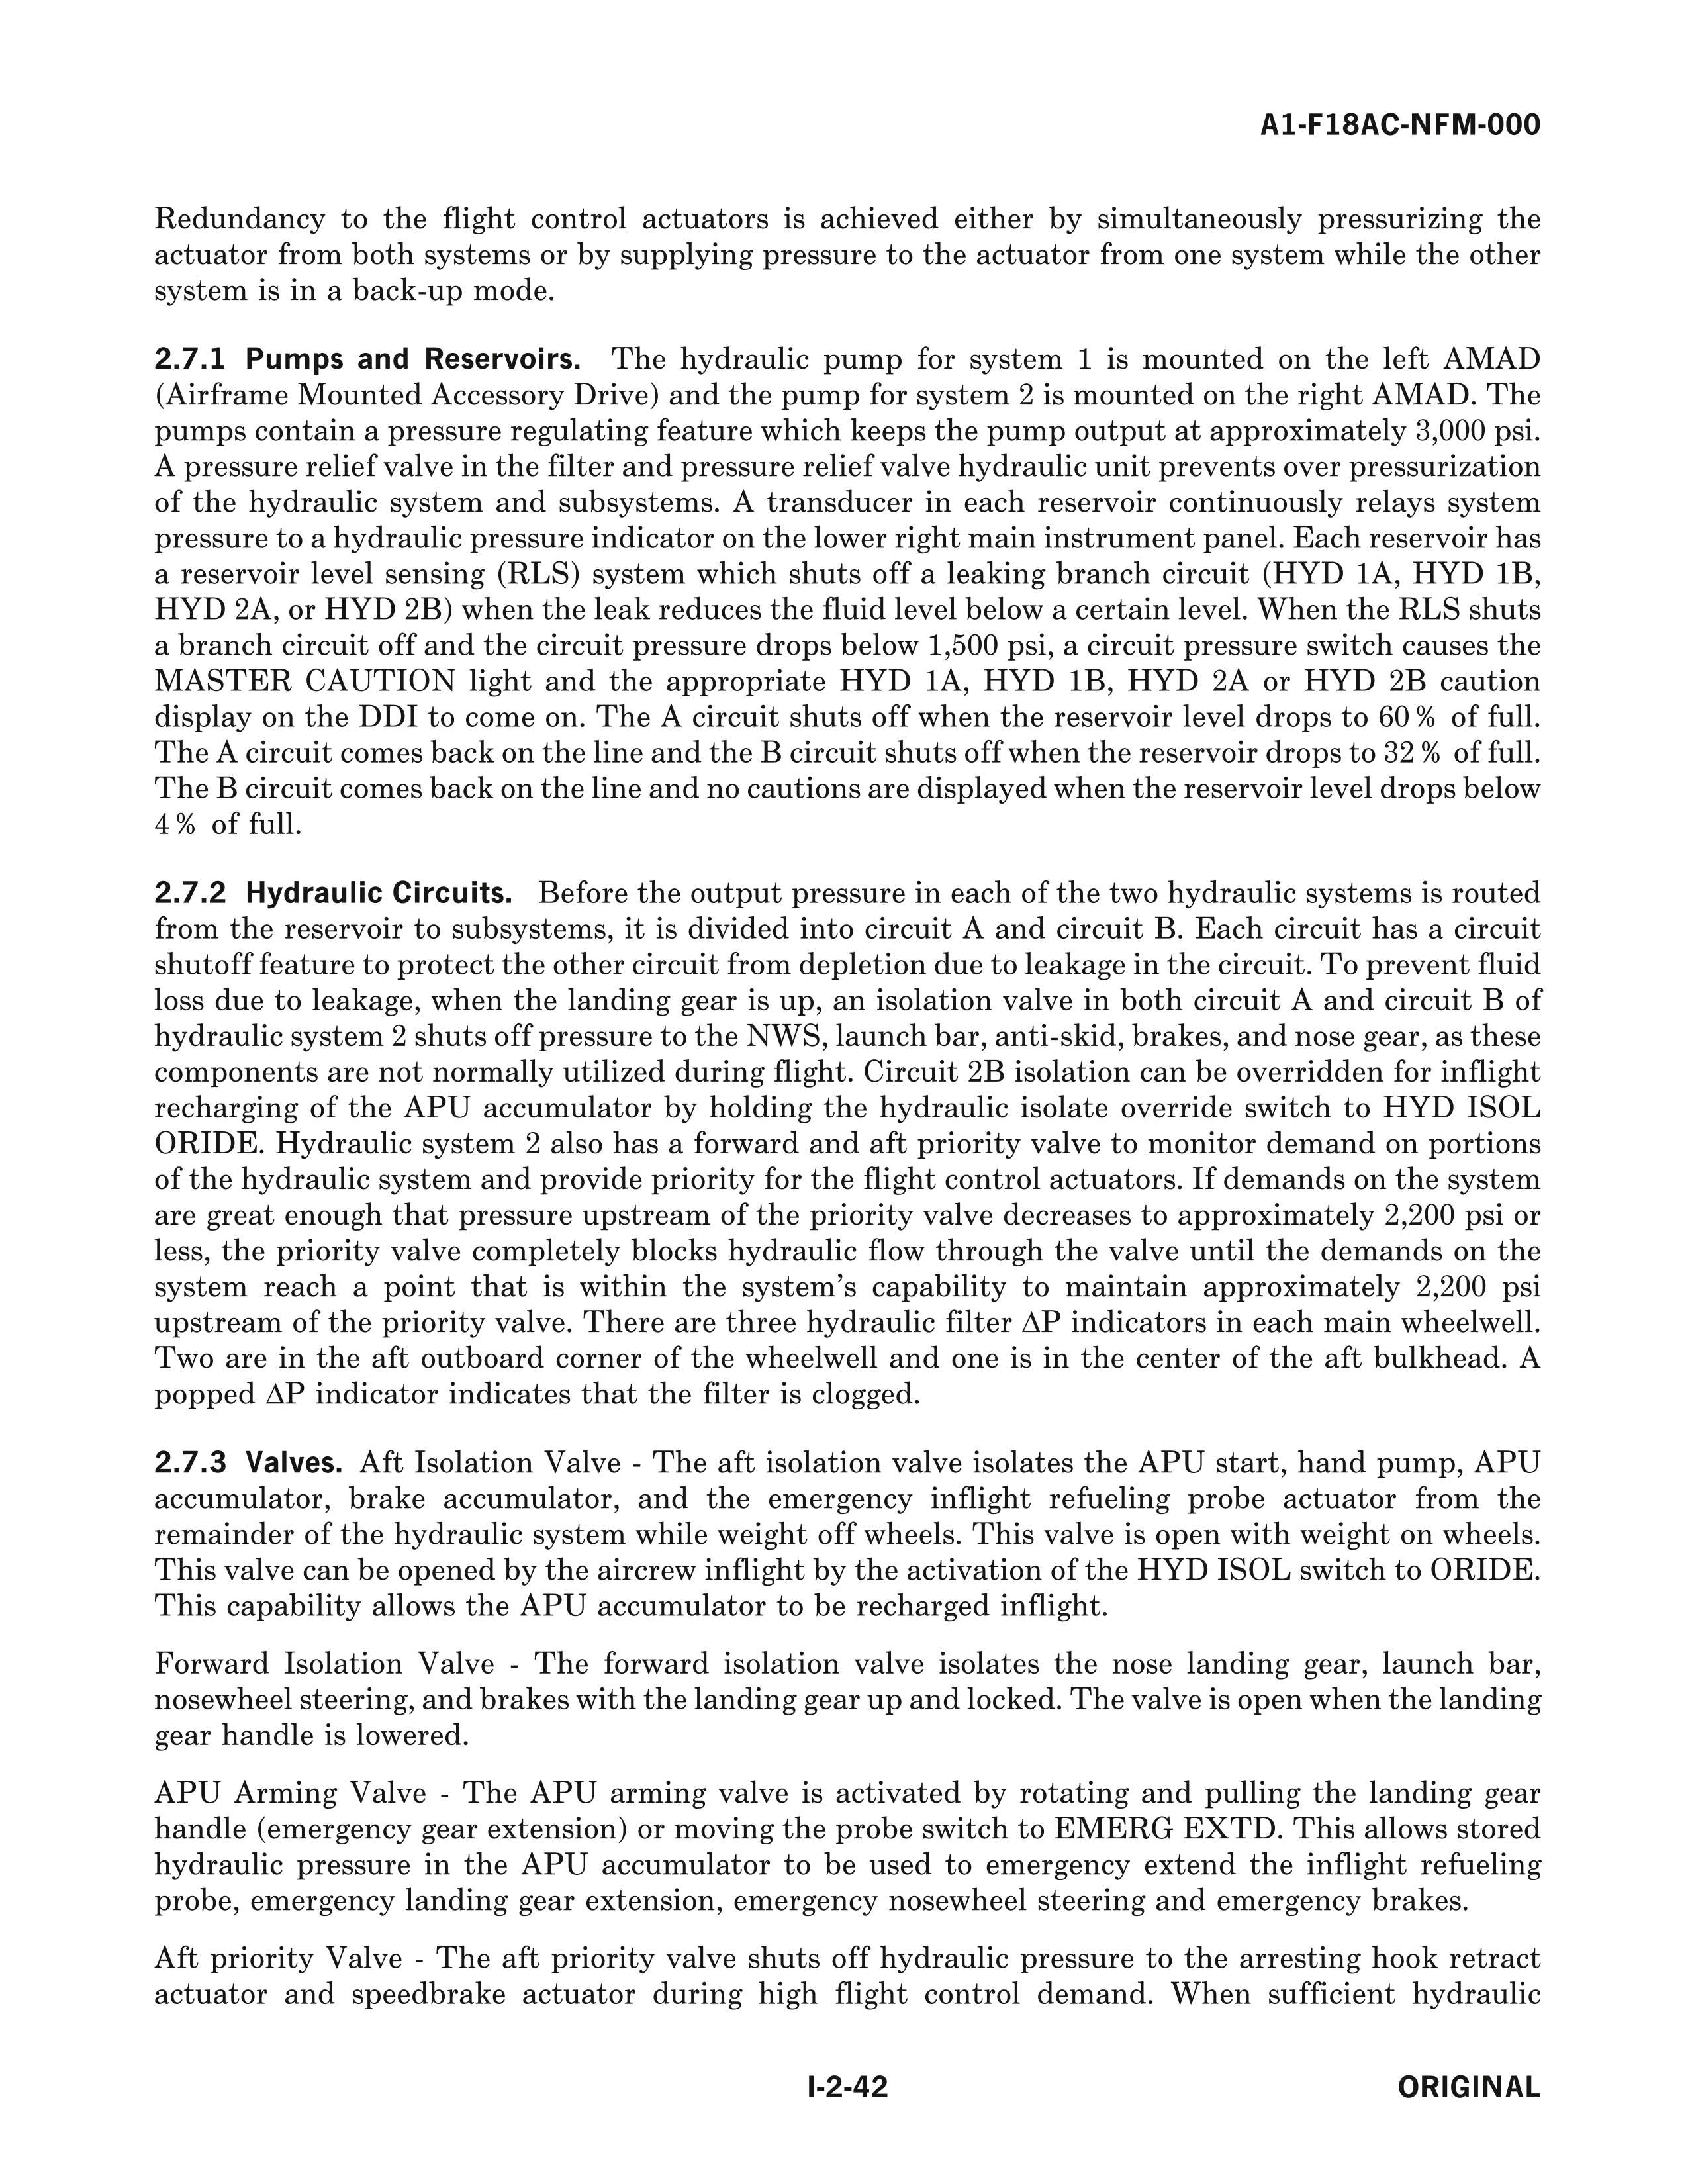 A1-F18AC-NFM-000
Redundancy to the flight control actuators is achieved either by simultaneously pressurizing the
actuator from both systems or by supplying pressure to the actuator from one system while the other
system is in a back-up mode.
2.7.1 Pumps and Reservoirs. The hydraulic pump for system 1 is mounted on the left AMAD
(Airframe Mounted Accessory Drive) and the pump for system 2 is mounted on the right AMAD. The
pumps contain a pressure regulating feature which keeps the pump output at approximately 3,000 psi.
A pressure relief valve in the filter and pressure relief valve hydraulic unit prevents over pressurization
of the hydraulic system and subsystems. A transducer in each reservoir continuously relays system
pressure to a hydraulic pressure indicator on the lower right main instrument panel. Each reservoir has
a reservoir level sensing (RLS) system which shuts off a leaking branch circuit (HYD 1A, HYD 1B,
HYD 2A, or HYD 2B) when the leak reduces the fluid level below a certain level. When the RLS shuts
a branch circuit off and the circuit pressure drops below 1,500 psi, a circuit pressure switch causes the
MASTER CAUTION light and the appropriate HYD 1A, HYD 1B, HYD 2A or HYD 2B caution
display on the DDI to come on. The A circuit shuts off when the reservoir level drops to 60% of full.
The A circuit comes back on the line and the B circuit shuts off when the reservoir drops to 32% of full.
The B circuit comes back on the line and no cautions are displayed when the reservoir level drops below
4% of full.
2.7.2 Hydraulic Circuits. Before the output pressure in each of the two hydraulic systems is routed
from the reservoir to subsystems, it is divided into circuit A and circuit B. Each circuit has a circuit
shutoff feature to protect the other circuit from depletion due to leakage in the circuit. To prevent fluid
loss due to leakage, when the landing gear is up, an isolation valve in both circuit A and circuit B of
hydraulic system 2 shuts off pressure to the NWS, launch bar, anti-skid, brakes, and nose gear, as these
components are not normally utilized during flight. Circuit 2B isolation can be overridden for inflight
recharging of the APU accumulator by holding the hydraulic isolate override switch to HYD ISOL
ORIDE. Hydraulic system 2 also has a forward and aft priority valve to monitor demand on portions
of the hydraulic system and provide priority for the flight control actuators. If demands on the system
are great enough that pressure upstream of the priority valve decreases to approximately 2,200 psi or
less, the priority valve completely blocks hydraulic flow through the valve until the demands on the
system reach a point that is within the system's capability to maintain approximately 2,200 psi
upstream of the priority valve. There are three hydraulic filter ΔP indicators in each main wheelwell.
Two are in the aft outboard corner of the wheelwell and one is in the center of the aft bulkhead. A
popped ΔP indicator indicates that the filter is clogged.
2.7.3 Valves. Aft Isolation Valve - The aft isolation valve isolates the APU start, hand pump, APU
accumulator, brake accumulator, and the emergency inflight refueling probe actuator from the
remainder of the hydraulic system while weight off wheels. This valve is open with weight on wheels.
This valve can be opened by the aircrew inflight by the activation of the HYD ISOL switch to ORIDE.
This capability allows the APU accumulator to be recharged inflight.
Forward Isolation Valve - The forward isolation valve isolates the nose landing gear, launch bar,
nosewheel steering, and brakes with the landing gear up and locked. The valve is open when the landing
gear handle is lowered.
APU Arming Valve - The APU arming valve is activated by rotating and pulling the landing gear
handle (emergency gear extension) or moving the probe switch to EMERG EXTD. This allows stored
hydraulic pressure in the APU accumulator to be used to emergency extend the inflight refueling
probe, emergency landing gear extension, emergency nosewheel steering and emergency brakes.
Aft priority Valve - The aft priority valve shuts off hydraulic pressure to the arresting hook retract
actuator and speedbrake actuator during high flight control demand. When sufficient hydraulic
I-2-42
ORIGINAL